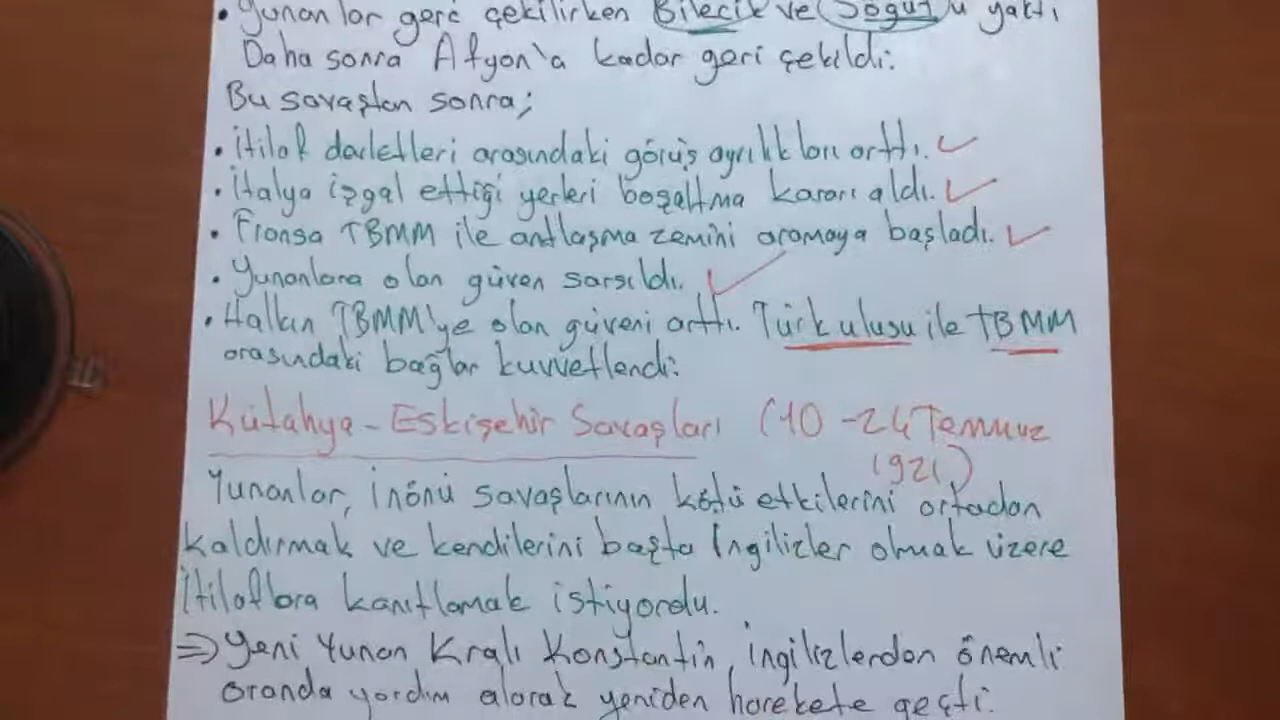 • Yunanlar geri çekilirken Bilecik ve Söğüt'ü yaktı
Daha sonra Afyon'a kadar geri çekildi.
Bu savaştan sonra;
• İtilaf devletleri arasındaki görüş ayrılıkları arttı.
• İtalya işgal ettiği yerleri boşaltma kararı aldı.
• Fransa TBMM ile antlaşma zemini aramaya başladı.
• Yunanlara olan güven sarsıldı.
• Halkın TBMM'ye olan güveni arttı. Türk ulusu ile TBMM
arasındaki bağlar kuvvetlendi.
Kütahya - Eskişehir Savaşları (10 - 24 Temmuz
1921)
Yunanlar, İnönü savaşlarının kötü etkilerini ortadan
kaldırmak ve kendilerini başta İngilizler olmak üzere
İtilaflara kanıtlamak istiyordu.
⇒ Yeni Yunan Kralı Konstantin, İngilizlerden önemli
oranda yardım alarak yeniden harekete geçti.